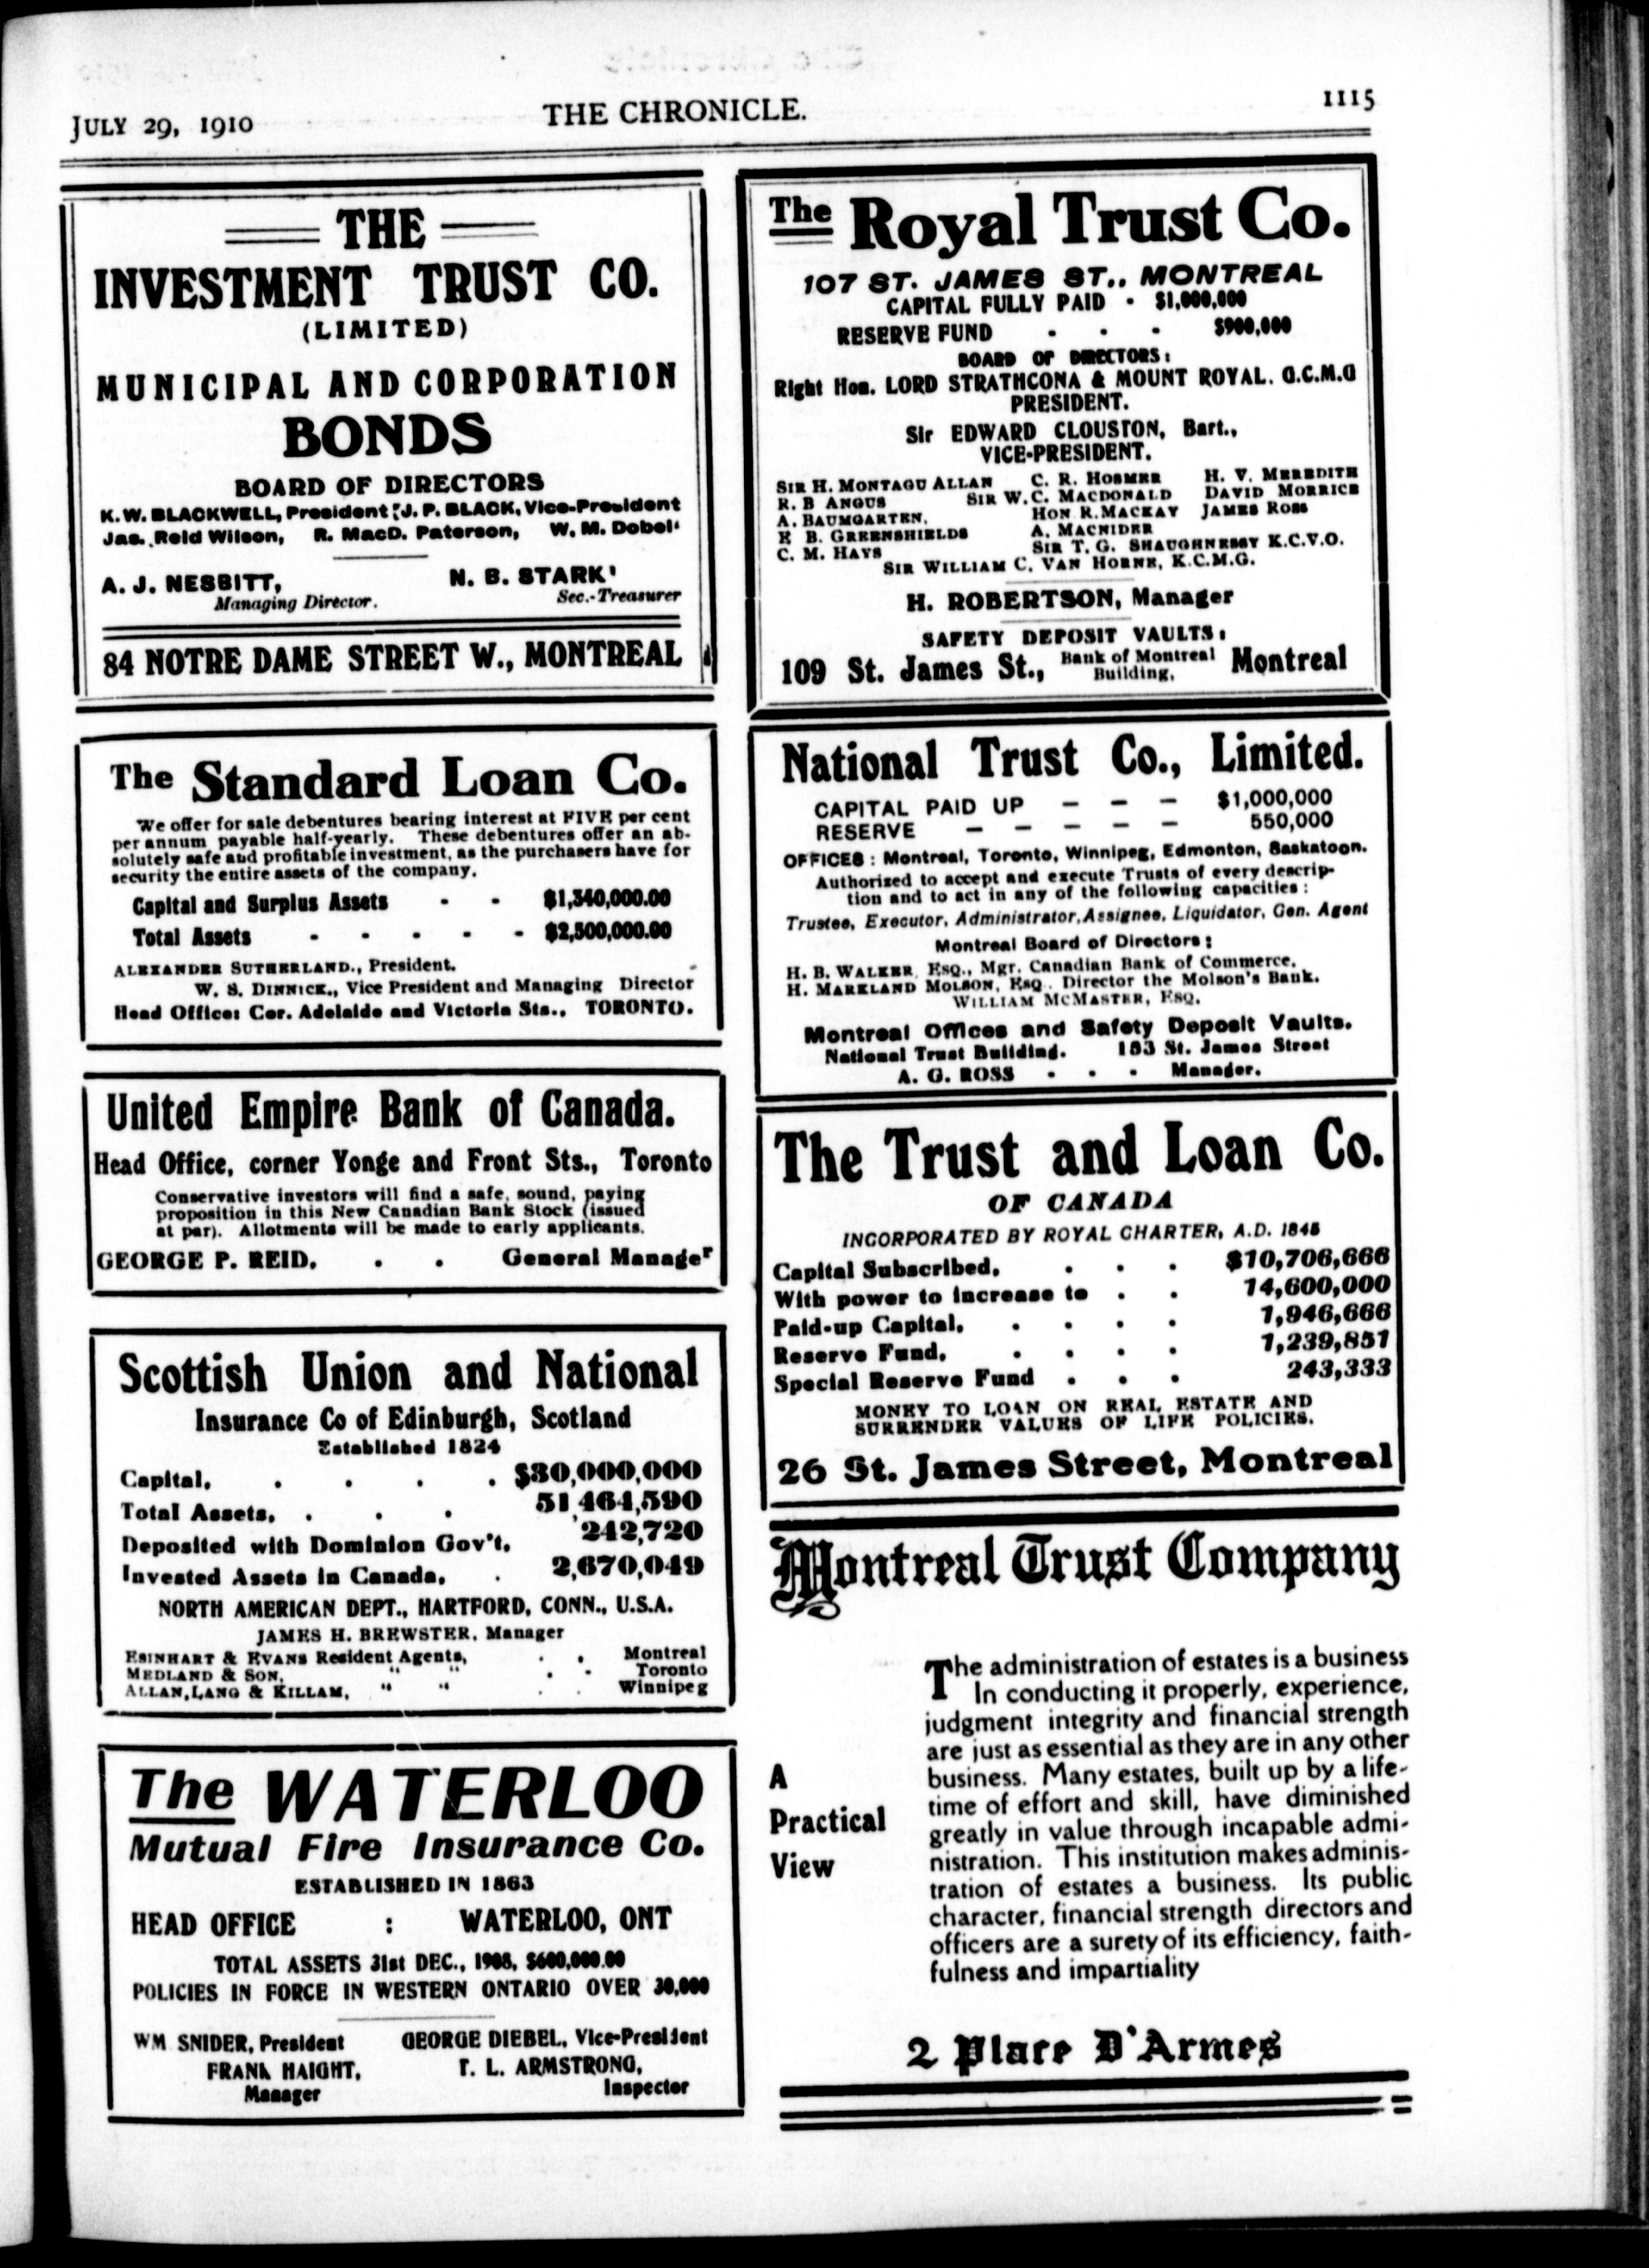 JULY 29, 1910
THE CHRONICLE.
1115
THE
INVESTMENT TRUST CO.
(LIMITED)
MUNICIPAL AND CORPORATION
BONDS
BOARD OF DIRECTORS
K. W. BLACKWELL, President; J. P. BLACK, Vice-President
Jas. Reid Wilson, R. MacD. Paterson, W. M. Dobel'
A. J. NESBITT, N. B. STARK'
Managing Director. Sec.-Treasurer
84 NOTRE DAME STREET W., MONTREAL
The Standard Loan Co.
We offer for sale debentures bearing interest at FIVE per cent
per annum payable half-yearly. These debentures offer an ab-
solutely safe and profitable investment, as the purchasers have for
security the entire assets of the company.
Capital and Surplus Assets - - $1,340,000.00
Total Assets - - - - - $2,500,000.00
ALEXANDER SUTHERLAND., President.
W. S. DINNICK., Vice President and Managing Director
Head Office: Cor. Adelaide and Victoria Sts., TORONTO.
United Empire Bank of Canada.
Head Office, corner Yonge and Front Sts., Toronto
Conservative investors will find a safe, sound, paying
proposition in this New Canadian Bank Stock (issued
at par). Allotments will be made to early applicants.
GEORGE P. REID, . . General Manager
Scottish Union and National
Insurance Co of Edinburgh, Scotland
Established 1824
Capital, . . . . $30,000,000
Total Assets, . . . 51,464,590
Deposited with Dominion Gov't, 242,720
Invested Assets in Canada, . 2,670,049
NORTH AMERICAN DEPT., HARTFORD, CONN., U.S.A.
JAMES H. BREWSTER, Manager
ESINHART & EVANS Resident Agents, . . Montreal
MEDLAND & SON, " " . . Toronto
ALLAN, LANG & KILLAM, " " . . Winnipeg
The WATERLOO
Mutual Fire Insurance Co.
ESTABLISHED IN 1863
HEAD OFFICE : WATERLOO, ONT
TOTAL ASSETS 31st DEC., 1908, $600,000.00
POLICIES IN FORCE IN WESTERN ONTARIO OVER 30,000
WM SNIDER, President GEORGE DIEBEL, Vice-President
FRANK HAIGHT, T. L. ARMSTRONG,
Manager Inspector
The Royal Trust Co.
107 ST. JAMES ST., MONTREAL
CAPITAL FULLY PAID - $1,000,000
RESERVE FUND - - - $900,000
BOARD OF DIRECTORS:
Right Hon. LORD STRATHCONA & MOUNT ROYAL. G.C.M.G
PRESIDENT.
Sir EDWARD CLOUSTON, Bart.,
VICE-PRESIDENT.
SIR H. MONTAGU ALLAN C. R. HOSMER H. V. MEREDITH
R. B ANGUS SIR W. C. MACDONALD DAVID MORRICE
A. BAUMGARTEN, HON R. MACKAY JAMES ROSS
E B. GREENSHIELDS A. MACNIDER
C. M. HAYS SIR T. G. SHAUGHNESSY K.C.V.O.
SIR WILLIAM C. VAN HORNE, K.C.M.G.
H. ROBERTSON, Manager
SAFETY DEPOSIT VAULTS:
109 St. James St., Bank of Montreal Building, Montreal
National Trust Co., Limited.
CAPITAL PAID UP — — — $1,000,000
RESERVE — — — — — 550,000
OFFICES : Montreal, Toronto, Winnipeg, Edmonton, Saskatoon.
Authorized to accept and execute Trusts of every descrip-
tion and to act in any of the following capacities :
Trustee, Executor, Administrator, Assignee, Liquidator, Gen. Agent
Montreal Board of Directors:
H. B. WALKER, Esq., Mgr. Canadian Bank of Commerce.
H. MARKLAND MOLSON, Esq. Director the Molson's Bank.
WILLIAM MCMASTER, ESQ.
Montreal Offices and Safety Deposit Vaults.
National Trust Building. 153 St. James Street
A. G. ROSS - - - Manager.
The Trust and Loan Co.
OF CANADA
INCORPORATED BY ROYAL CHARTER, A.D. 1845
Capital Subscribed, . . . $10,706,666
With power to increase to . . 14,600,000
Paid-up Capital, . . . . 1,946,666
Reserve Fund, . . . . 1,239,851
Special Reserve Fund . . . 243,333
MONEY TO LOAN ON REAL ESTATE AND
SURRENDER VALUES OF LIFE POLICIES.
26 St. James Street, Montreal
Montreal Trust Company
A
Practical
View
The administration of estates is a business
In conducting it properly, experience,
judgment integrity and financial strength
are just as essential as they are in any other
business. Many estates, built up by a life-
time of effort and skill, have diminished
greatly in value through incapable admi-
nistration. This institution makes adminis-
tration of estates a business. Its public
character, financial strength directors and
officers are a surety of its efficiency, faith-
fulness and impartiality
2 Place D'Armes